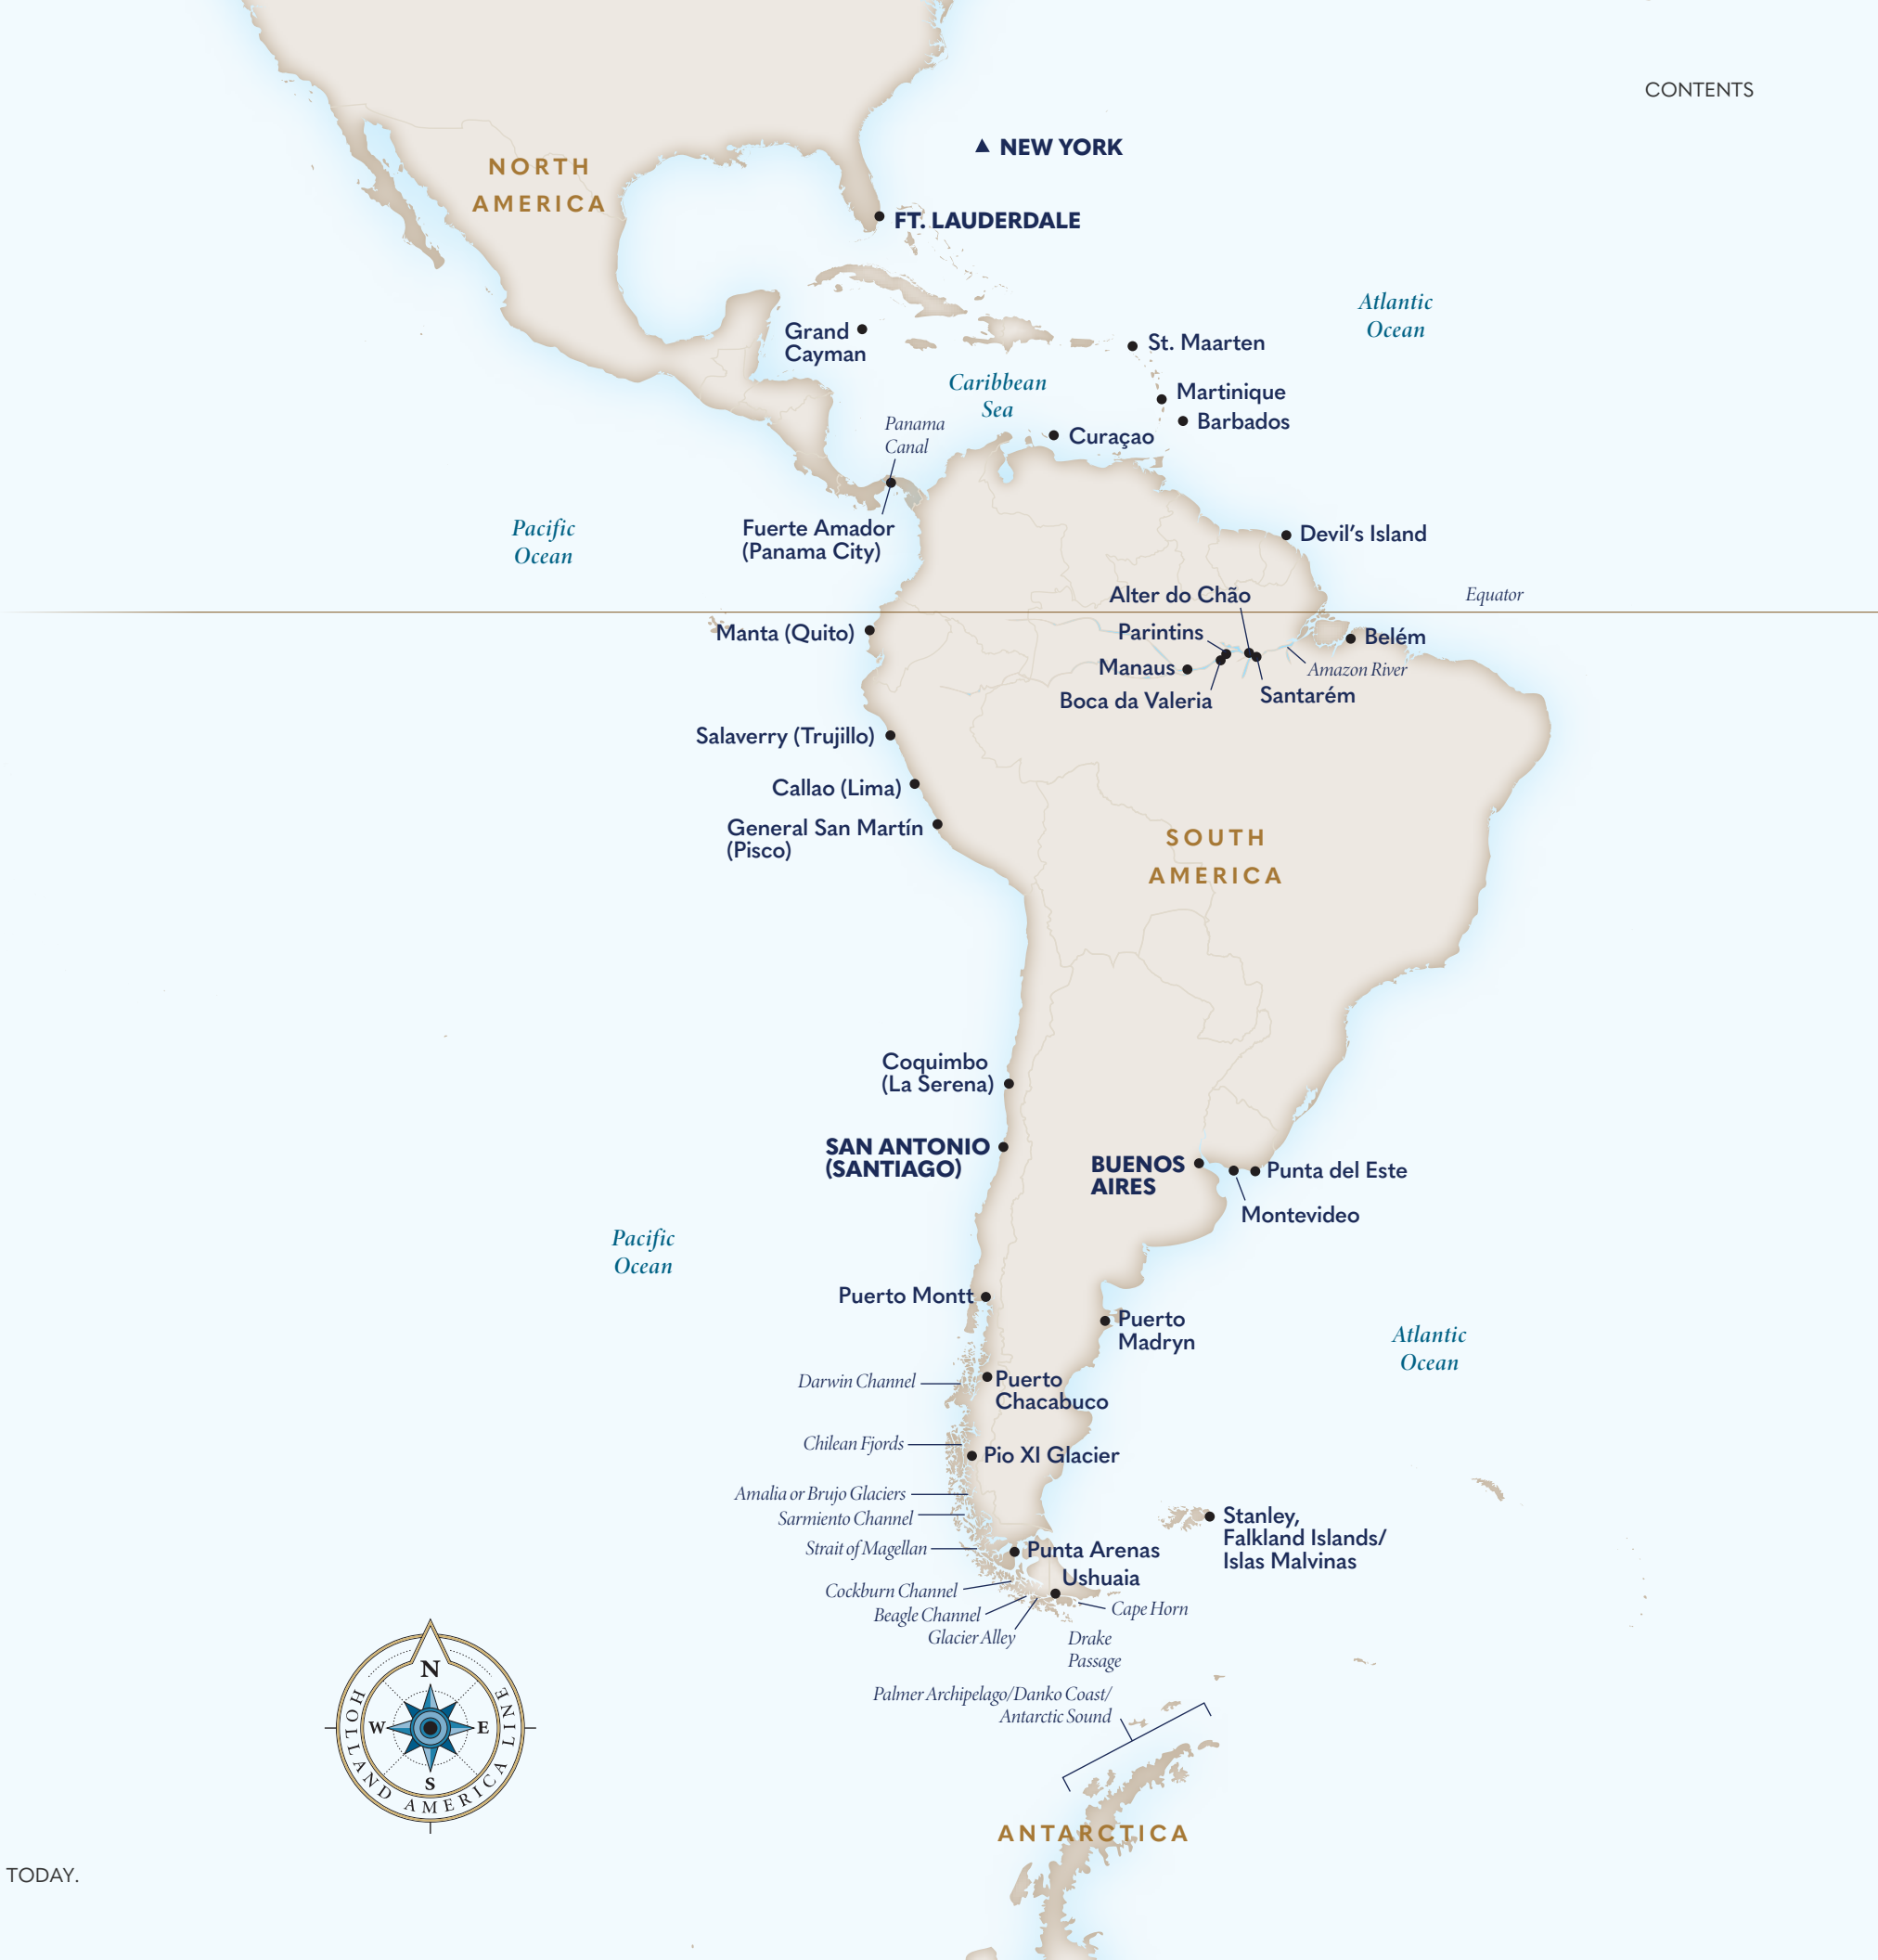 CONTENTS
NORTH
AMERICA
▲ NEW YORK
FT. LAUDERDALE
Atlantic
Ocean
Grand
Cayman
St. Maarten
Caribbean
Sea
Martinique
Barbados
Panama
Canal
Curaçao
Pacific
Ocean
Fuerte Amador
(Panama City)
Devil's Island
Equator
Alter do Chão
Manta (Quito)
Parintins
Belém
Manaus
Amazon River
Boca da Valeria
Santarém
Salaverry (Trujillo)
Callao (Lima)
General San Martín
(Pisco)
SOUTH
AMERICA
Coquimbo
(La Serena)
SAN ANTONIO
(SANTIAGO)
BUENOS
AIRES
Punta del Este
Montevideo
Pacific
Ocean
Puerto Montt
Puerto
Madryn
Atlantic
Ocean
Darwin Channel
Puerto
Chacabuco
Chilean Fjords
Pio XI Glacier
Amalia or Brujo Glaciers
Sarmiento Channel
Stanley,
Falkland Islands/
Islas Malvinas
Strait of Magellan
Punta Arenas
Ushuaia
Cockburn Channel
Beagle Channel
Cape Horn
Glacier Alley
Drake
Passage
Palmer Archipelago/Danko Coast/
Antarctic Sound
N
W
E
S
HOLLAND AMERICA LINE
ANTARCTICA
TODAY.